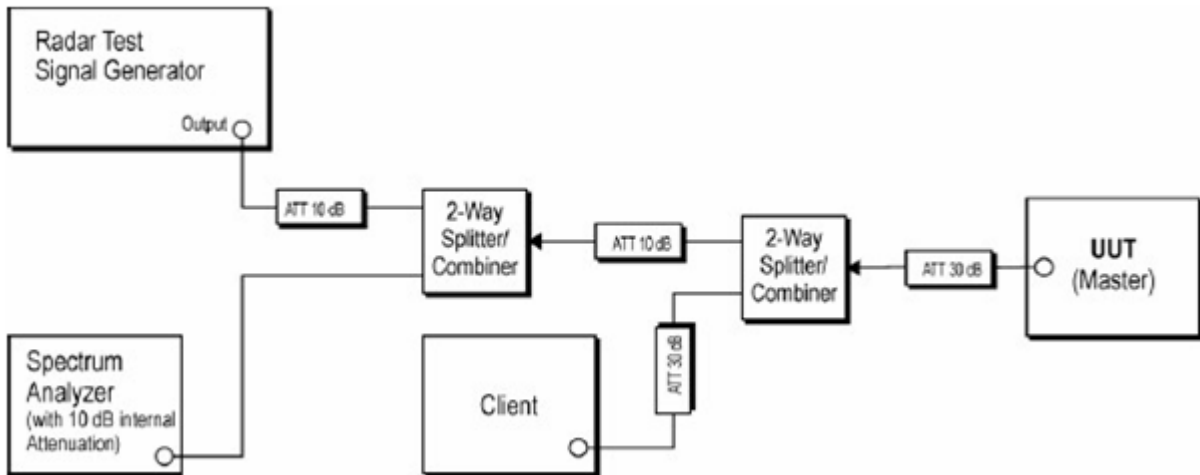 Radar Test
Signal Generator
Output
ATT 10 dB
2-Way
Splitter/
Combiner
ATT 10 dB
2-Way
Splitter/
Combiner
ATT 30 dB
UUT
(Master)
Spectrum
Analyzer
(with 10 dB internal
Attenuation)
Client
ATT 30 dB